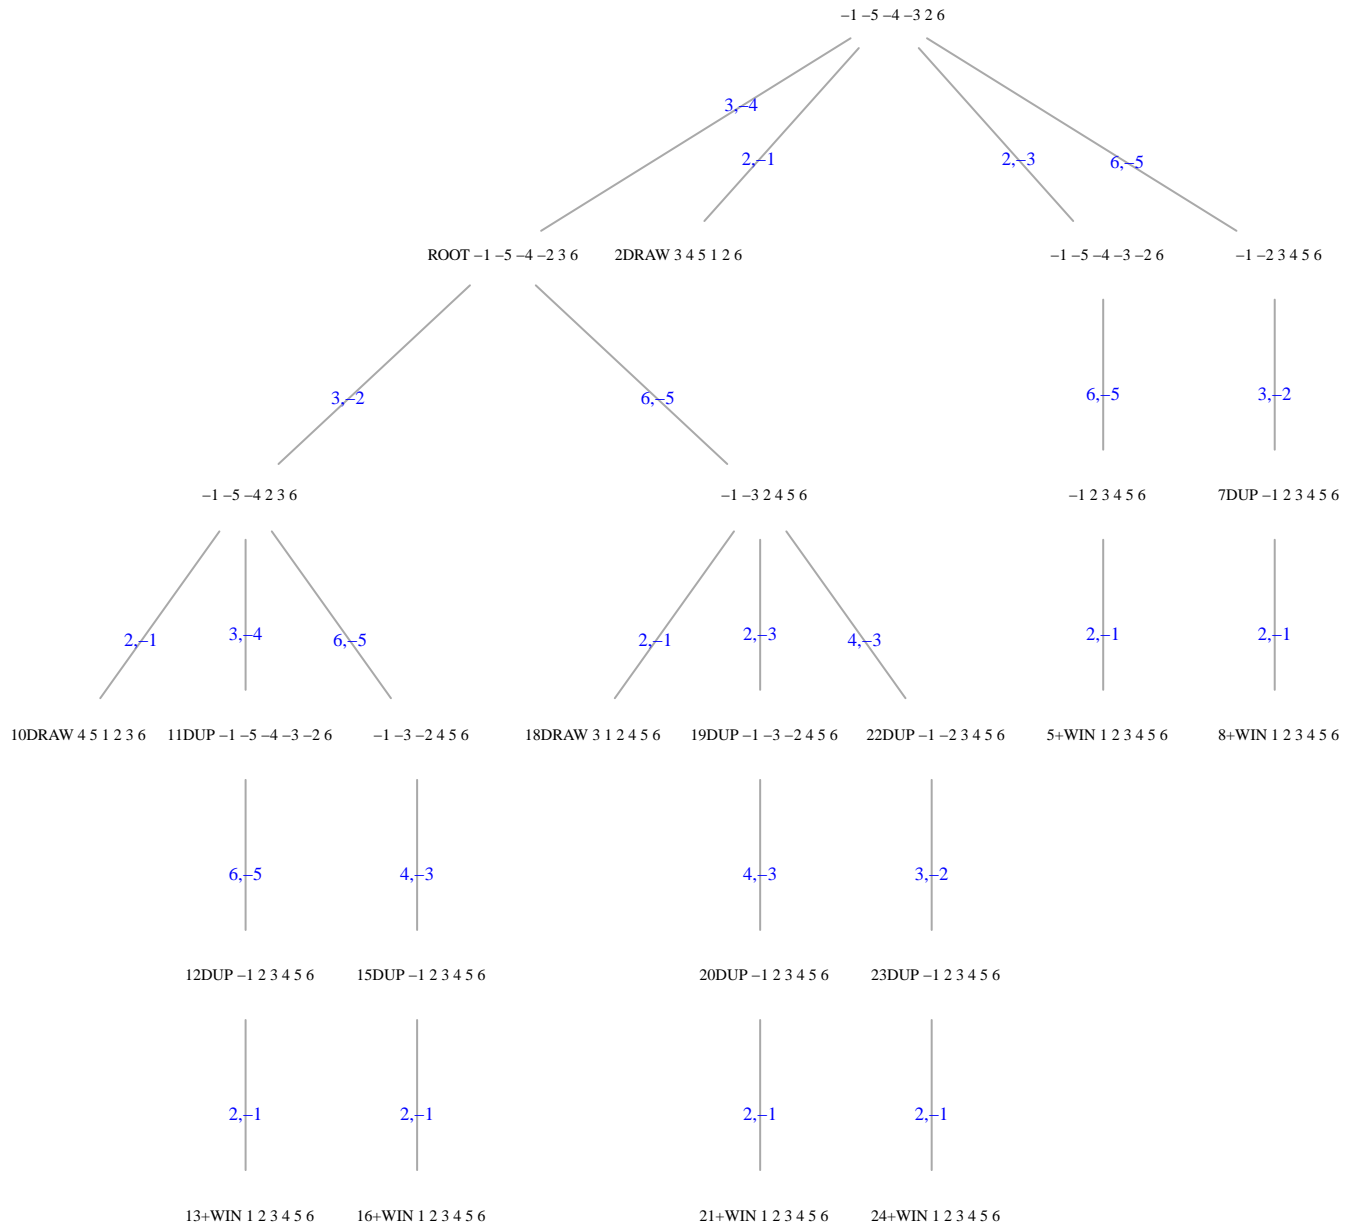 –1 –5 –4 –3 2 6
3,–4
2,–1
2,–3
6,–5
ROOT –1 –5 –4 –2 3 6
2DRAW 3 4 5 1 2 6
–1 –5 –4 –3 –2 6
–1 –2 3 4 5 6
3,–2
6,–5
6,–5
3,–2
–1 –5 –4 2 3 6
–1 –3 2 4 5 6
–1 2 3 4 5 6
7DUP –1 2 3 4 5 6
2,–1
3,–4
6,–5
2,–1
2,–3
4,–3
2,–1
2,–1
10DRAW 4 5 1 2 3 6
11DUP –1 –5 –4 –3 –2 6
–1 –3 –2 4 5 6
18DRAW 3 1 2 4 5 6
19DUP –1 –3 –2 4 5 6
22DUP –1 –2 3 4 5 6
5+WIN 1 2 3 4 5 6
8+WIN 1 2 3 4 5 6
6,–5
4,–3
4,–3
3,–2
12DUP –1 2 3 4 5 6
15DUP –1 2 3 4 5 6
20DUP –1 2 3 4 5 6
23DUP –1 2 3 4 5 6
2,–1
2,–1
2,–1
2,–1
13+WIN 1 2 3 4 5 6
16+WIN 1 2 3 4 5 6
21+WIN 1 2 3 4 5 6
24+WIN 1 2 3 4 5 6